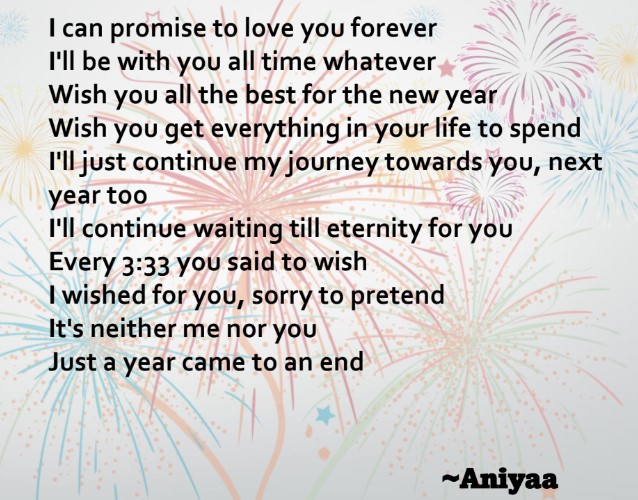 I can promise to love you forever
I'll be with you all time whatever
Wish you all the best for the new year
Wish you get everything in your life to spend
I'll just continue my journey towards you, next
year too
I'll continue waiting till eternity for you
Every 3:33 you said to wish
I wished for you, sorry to pretend
It's neither me nor you
Just a year came to an end
~Aniyaa